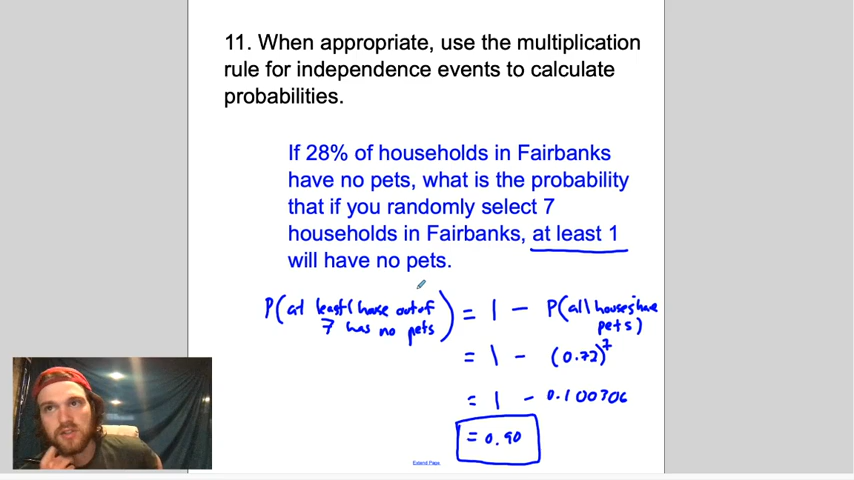 11. When appropriate, use the multiplication
rule for independence events to calculate
probabilities.
If 28% of households in Fairbanks
have no pets, what is the probability
that if you randomly select 7
households in Fairbanks, at least 1
will have no pets.
P(at least 1 house out of
7 has no pets) = 1 - P(all houses have
pets)
= 1 - (0.72)^7
= 1 - 0.100306
= 0.90
Extend Page